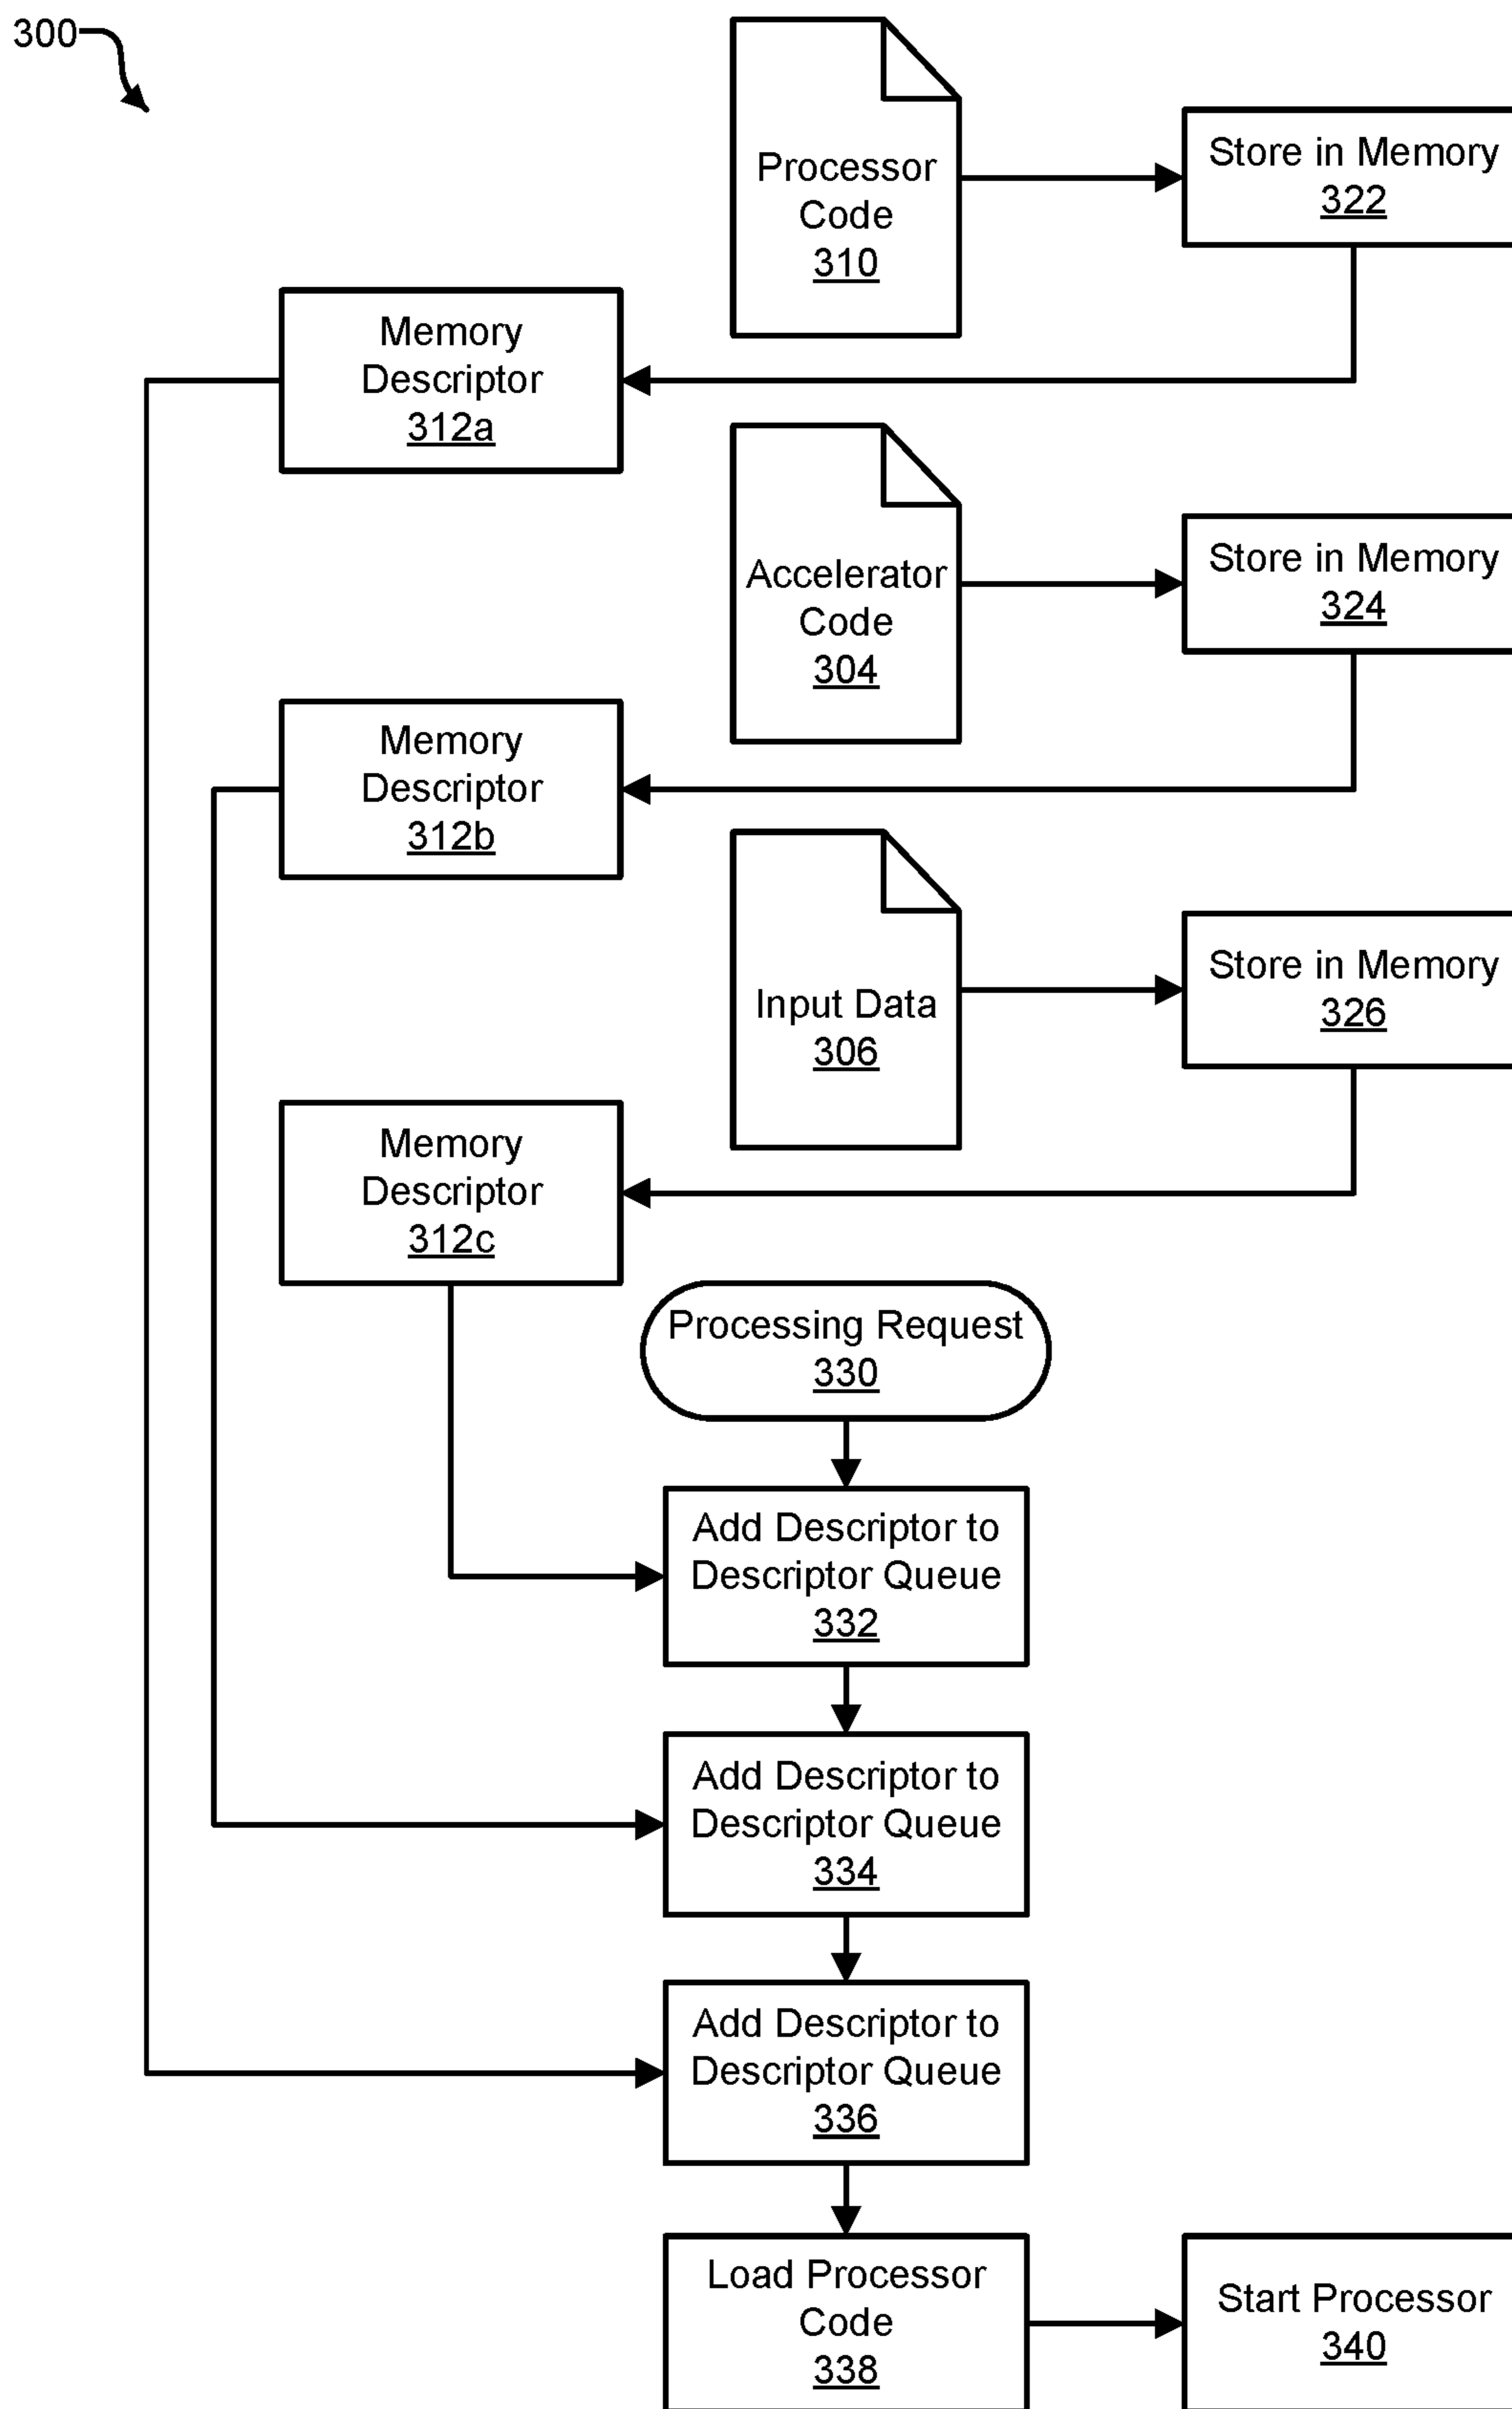 300
Processor
Code
310
Store in Memory
322
Memory
Descriptor
312a
Accelerator
Code
304
Store in Memory
324
Memory
Descriptor
312b
Input Data
306
Store in Memory
326
Memory
Descriptor
312c
Processing Request
330
Add Descriptor to
Descriptor Queue
332
Add Descriptor to
Descriptor Queue
334
Add Descriptor to
Descriptor Queue
336
Load Processor
Code
338
Start Processor
340